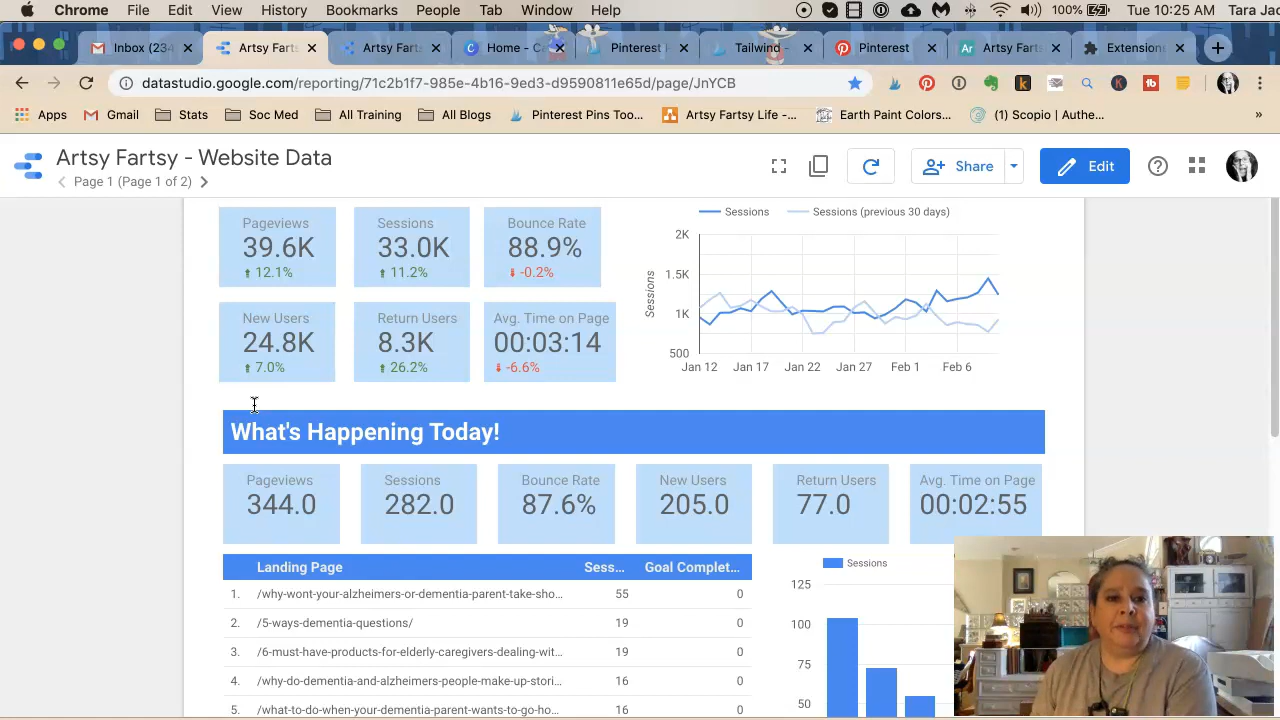 Chrome File Edit View History Bookmarks People Tab Window Help 100% Tue 10:25 AM Tara Jac
Inbox (234 Artsy Farts Artsy Farts Home - Ca Pinterest Tailwind - Pinterest Artsy Farts Extensions
datastudio.google.com/reporting/71c2b1f7-985e-4b16-9ed3-d9590811e65d/page/JnYCB
Apps Gmail Stats Soc Med All Training All Blogs Pinterest Pins Too... Artsy Fartsy Life -... Earth Paint Colors... (1) Scopio | Authe... »
Artsy Fartsy - Website Data
Page 1 (Page 1 of 2)
Share Edit
Pageviews Sessions Bounce Rate
39.6K 33.0K 88.9%
12.1% 11.2% -0.2%
New Users Return Users Avg. Time on Page
24.8K 8.3K 00:03:14
7.0% 26.2% -6.6%
Sessions Sessions (previous 30 days)
Sessions
2K
1.5K
1K
500
Jan 12 Jan 17 Jan 22 Jan 27 Feb 1 Feb 6
What's Happening Today!
Pageviews Sessions Bounce Rate New Users Return Users Avg. Time on Page
344.0 282.0 87.6% 205.0 77.0 00:02:55
Landing Page Sess... Goal Complet...
1. /why-wont-your-alzheimers-or-dementia-parent-take-sho... 55 0
2. /5-ways-dementia-questions/ 19 0
3. /6-must-have-products-for-elderly-caregivers-dealing-wit... 19 0
4. /why-do-dementia-and-alzheimers-people-make-up-stori... 16 0
5. /what-to-do-when-your-dementia-parent-wants-to-go-ho... 16 0
Sessions
125
100
75
50